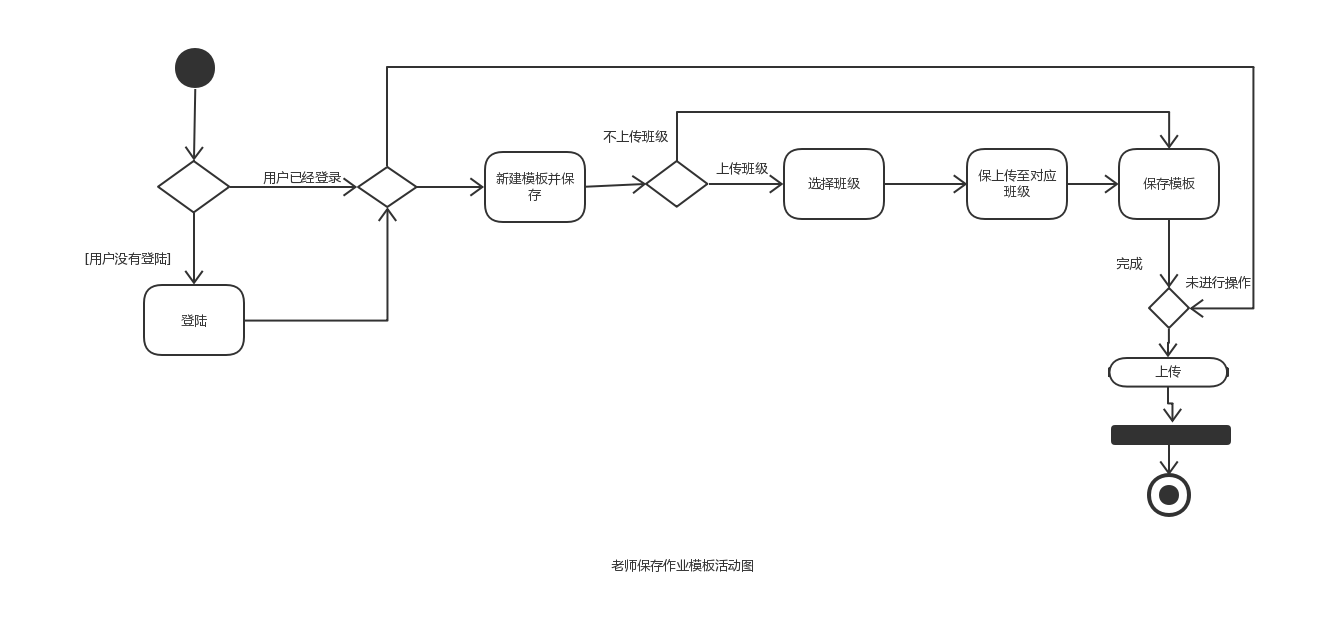 不上传班级
用户已经登录
新建模板并保
存
上传班级
选择班级
保上传至对应
班级
保存模板
[用户没有登陆]
完成
未进行操作
登陆
上传
老师保存作业模板活动图